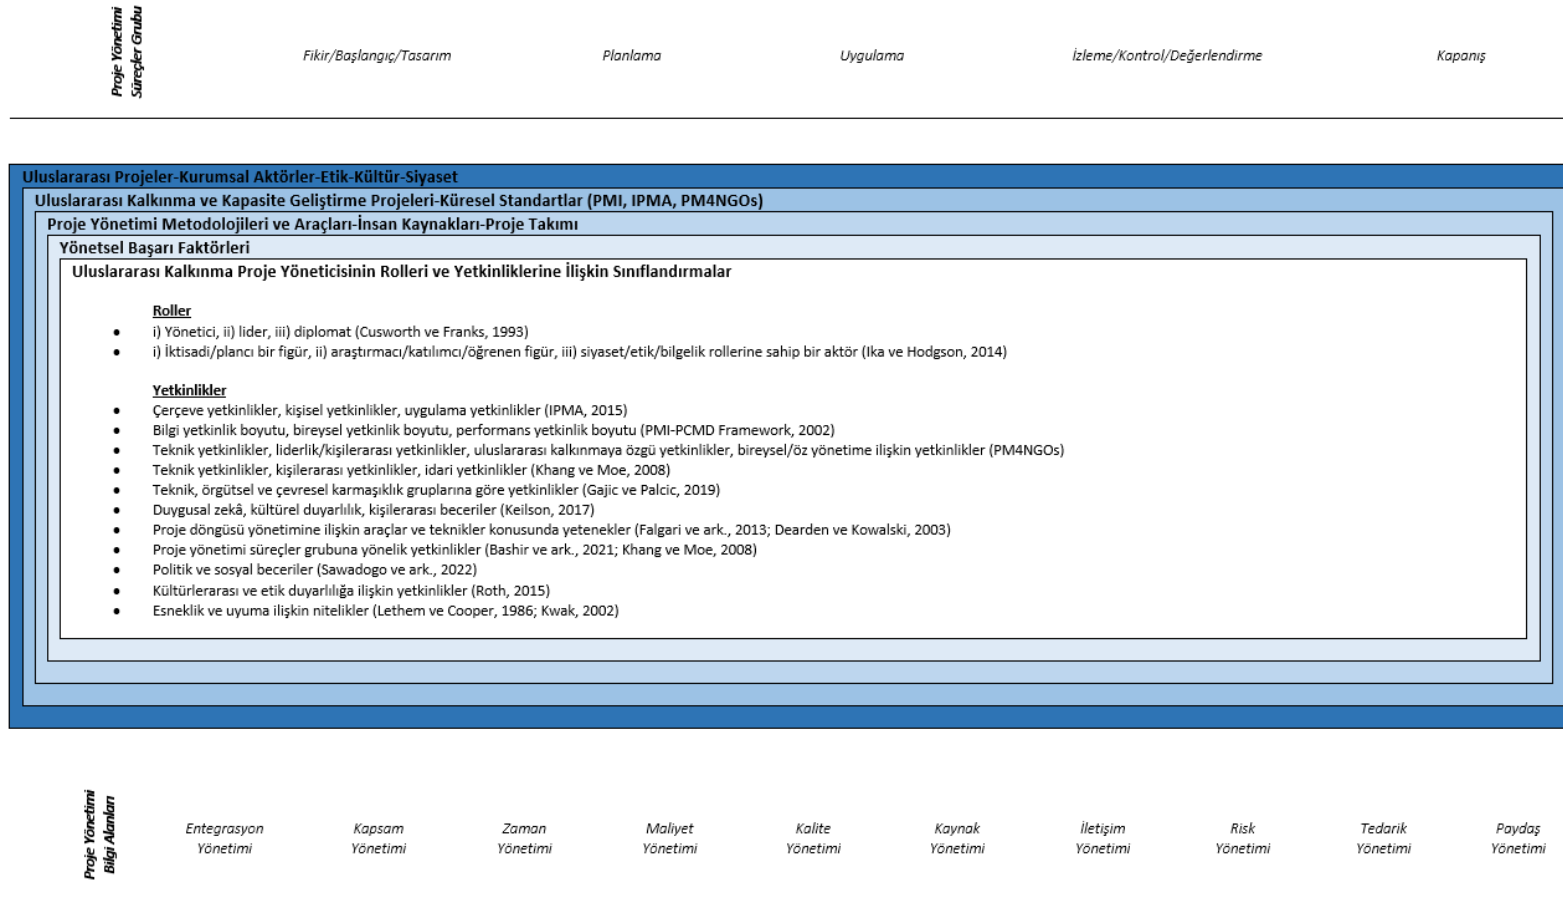 Proje Yönetimi
Süreçler Grubu
Fikir/Başlangıç/Tasarım
Planlama
Uygulama
İzleme/Kontrol/Değerlendirme
Kapanış
Uluslararası Projeler-Kurumsal Aktörler-Etik-Kültür-Siyaset
Uluslararası Kalkınma ve Kapasite Geliştirme Projeleri-Küresel Standartlar (PMI, IPMA, PM4NGOs)
Proje Yönetimi Metodolojileri ve Araçları-İnsan Kaynakları-Proje Takımı
Yönetsel Başarı Faktörleri
Uluslararası Kalkınma Proje Yöneticisinin Rolleri ve Yetkinliklerine İlişkin Sınıflandırmalar
Roller
● i) Yönetici, ii) lider, iii) diplomat (Cusworth ve Franks, 1993)
● i) İktisadi/plancı bir figür, ii) araştırmacı/katılımcı/öğrenen figür, iii) siyaset/etik/bilgelik rollerine sahip bir aktör (Ika ve Hodgson, 2014)
Yetkinlikler
● Çerçeve yetkinlikler, kişisel yetkinlikler, uygulama yetkinlikler (IPMA, 2015)
● Bilgi yetkinlik boyutu, bireysel yetkinlik boyutu, performans yetkinlik boyutu (PMI-PCMD Framework, 2002)
● Teknik yetkinlikler, liderlik/kişilerarası yetkinlikler, uluslararası kalkınmaya özgü yetkinlikler, bireysel/öz yönetime ilişkin yetkinlikler (PM4NGOs)
● Teknik yetkinlikler, kişilerarası yetkinlikler, idari yetkinlikler (Khang ve Moe, 2008)
● Teknik, örgütsel ve çevresel karmaşıklık gruplarına göre yetkinlikler (Gajic ve Palcic, 2019)
● Duygusal zekâ, kültürel duyarlılık, kişilerarası beceriler (Keilson, 2017)
● Proje döngüsü yönetimine ilişkin araçlar ve teknikler konusunda yetenekler (Falgari ve ark., 2013; Dearden ve Kowalski, 2003)
● Proje yönetimi süreçler grubuna yönelik yetkinlikler (Bashir ve ark., 2021; Khang ve Moe, 2008)
● Politik ve sosyal beceriler (Sawadogo ve ark., 2022)
● Kültürlerarası ve etik duyarlılığa ilişkin yetkinlikler (Roth, 2015)
● Esneklik ve uyuma ilişkin nitelikler (Lethem ve Cooper, 1986; Kwak, 2002)
Proje Yönetimi
Bilgi Alanları
Entegrasyon
Yönetimi
Kapsam
Yönetimi
Zaman
Yönetimi
Maliyet
Yönetimi
Kalite
Yönetimi
Kaynak
Yönetimi
İletişim
Yönetimi
Risk
Yönetimi
Tedarik
Yönetimi
Paydaş
Yönetimi